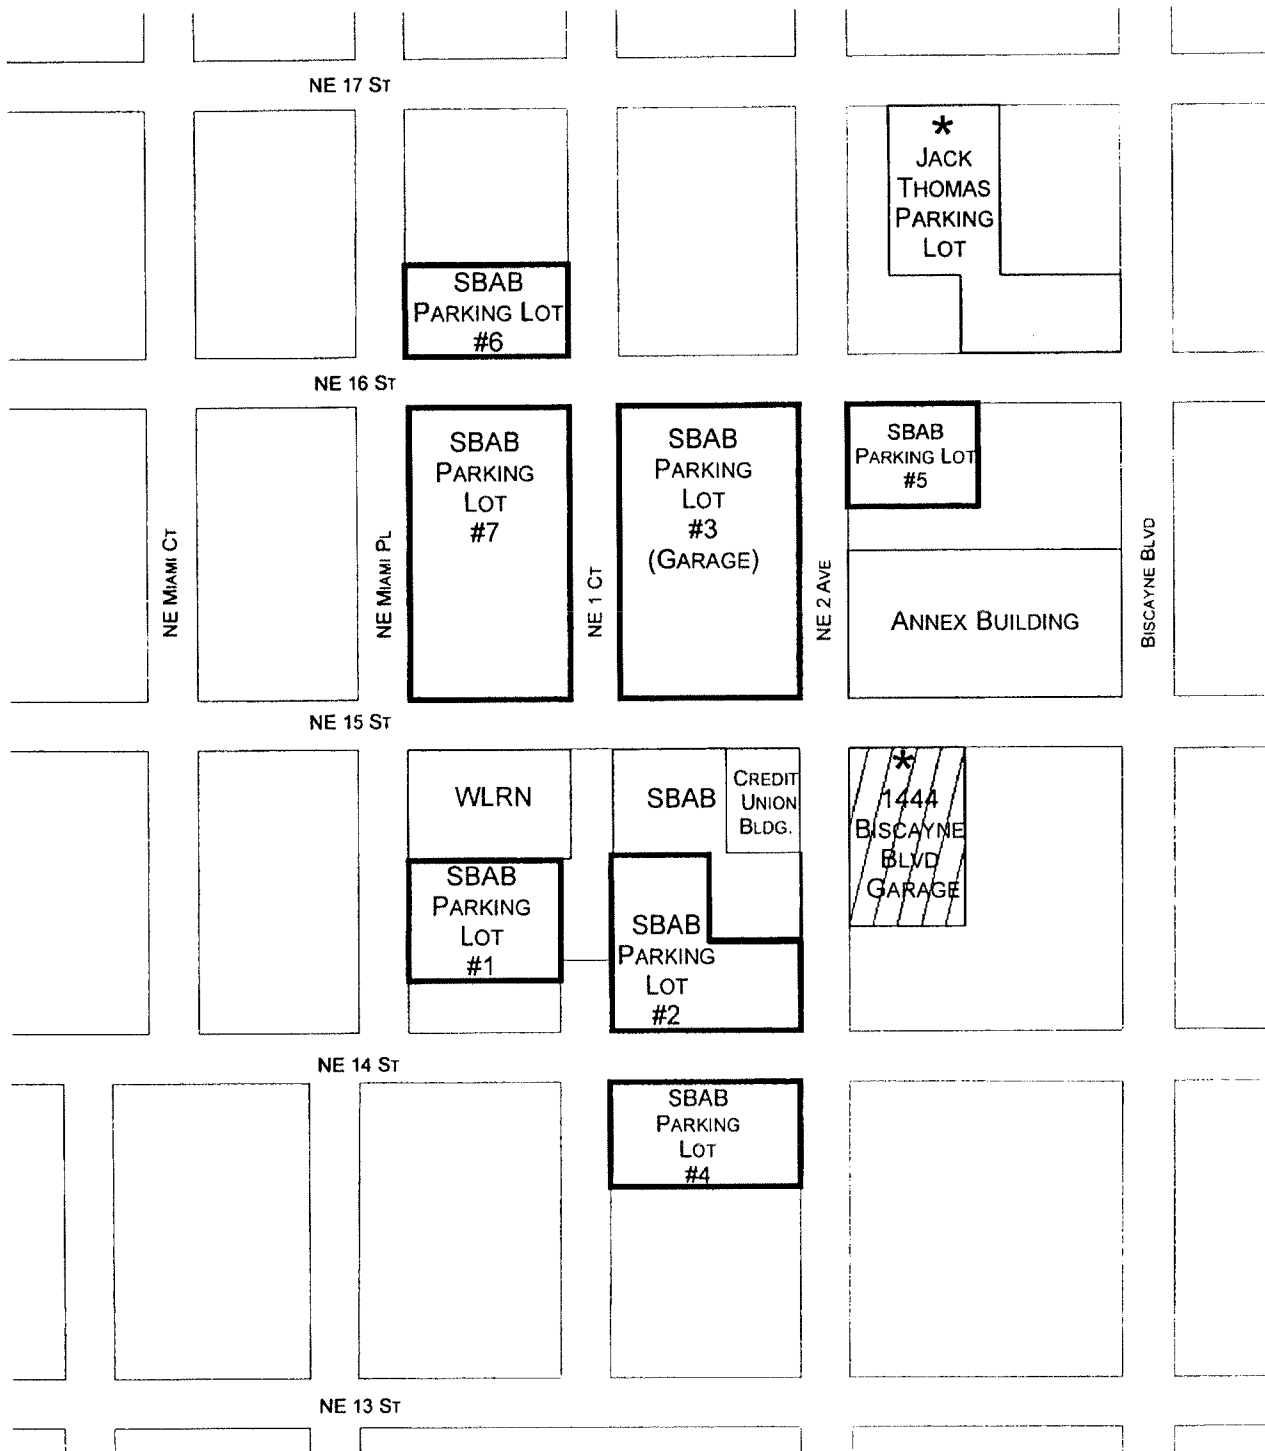 NE 17 ST
*
JACK
THOMAS
PARKING
LOT
SBAB
PARKING LOT
#6
NE 16 ST
SBAB
PARKING
LOT
#7
SBAB
PARKING
LOT
#3
(GARAGE)
SBAB
PARKING LOT
#5
NE MIAMI CT
NE MIAMI PL
NE 1 CT
NE 2 AVE
ANNEX BUILDING
BISCAYNE BLVD
NE 15 ST
WLRN
SBAB
CREDIT
UNION
BLDG.
*
1444
BISCAYNE
BLVD
GARAGE
SBAB
PARKING
LOT
#1
SBAB
PARKING
LOT
#2
NE 14 ST
SBAB
PARKING
LOT
#4
NE 13 ST